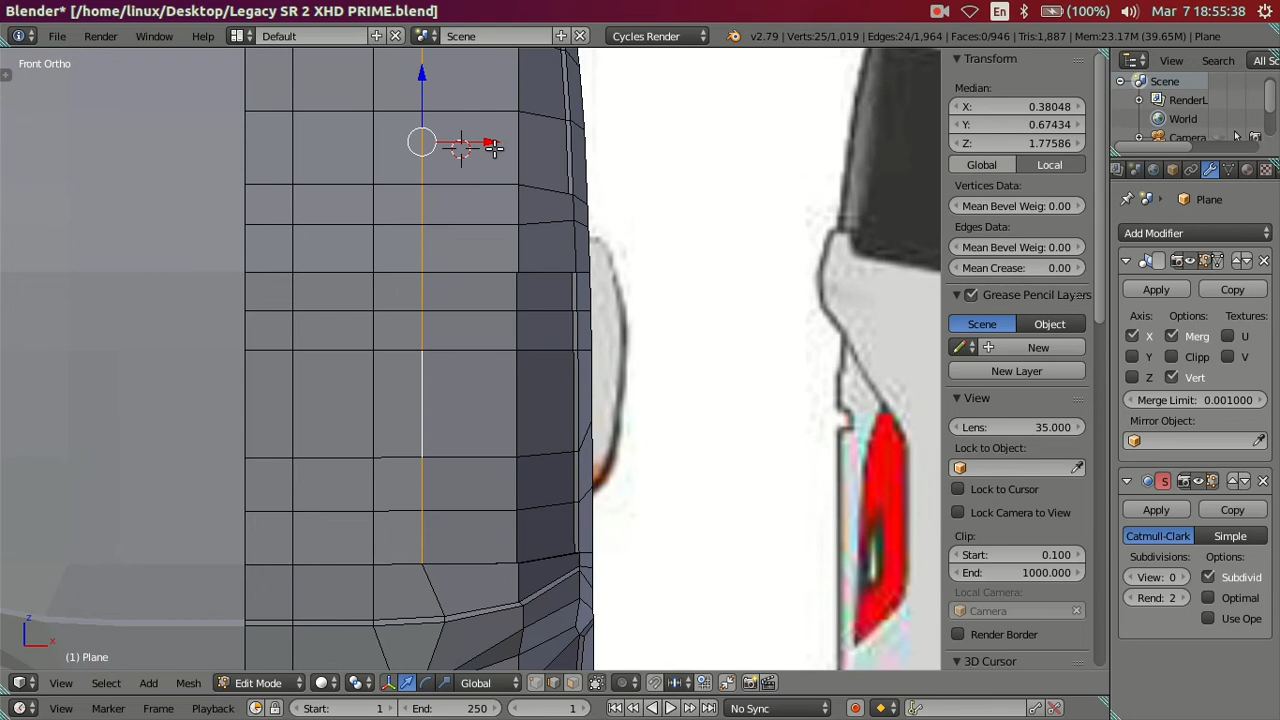 Blender* [/home/linux/Desktop/Legacy SR 2 XHD PRIME.blend]
En (100%) Mar 7 18:55:38
File Render Window Help Default Scene Cycles Render v2.79 | Verts:25/1,019 | Edges:24/1,964 | Faces:0/946 | Tris:1,887 | Mem:23.17M (39.65M) | Plane
Front Ortho
Transform
Median:
X: 0.38048
Y: 0.67434
Z: 1.77586
Global Local
Vertices Data:
Mean Bevel Weig: 0.00
Edges Data:
Mean Bevel Weig: 0.00
Mean Crease: 0.00
Grease Pencil Layers
Scene Object
New
New Layer
View
Lens: 35.000
Lock to Object:
Lock to Cursor
Lock Camera to View
Clip:
Start: 0.100
End: 1000.000
Local Camera:
Camera
Render Border
3D Cursor
View Search All Sc
Scene
RenderL
World
Camera
Plane
Add Modifier
Apply Copy
Axis: Options: Textures:
X Merg U
Y Clipp V
Z Vert
Merge Limit: 0.001000
Mirror Object:
S
Apply Copy
Catmull-Clark Simple
Subdivisions: Options:
View: 0 Subdivid
Rend: 2 Optimal
Use Ope
z
x
(1) Plane
View Select Add Mesh Edit Mode Global
View Marker Frame Playback Start: 1 End: 250 1 No Sync